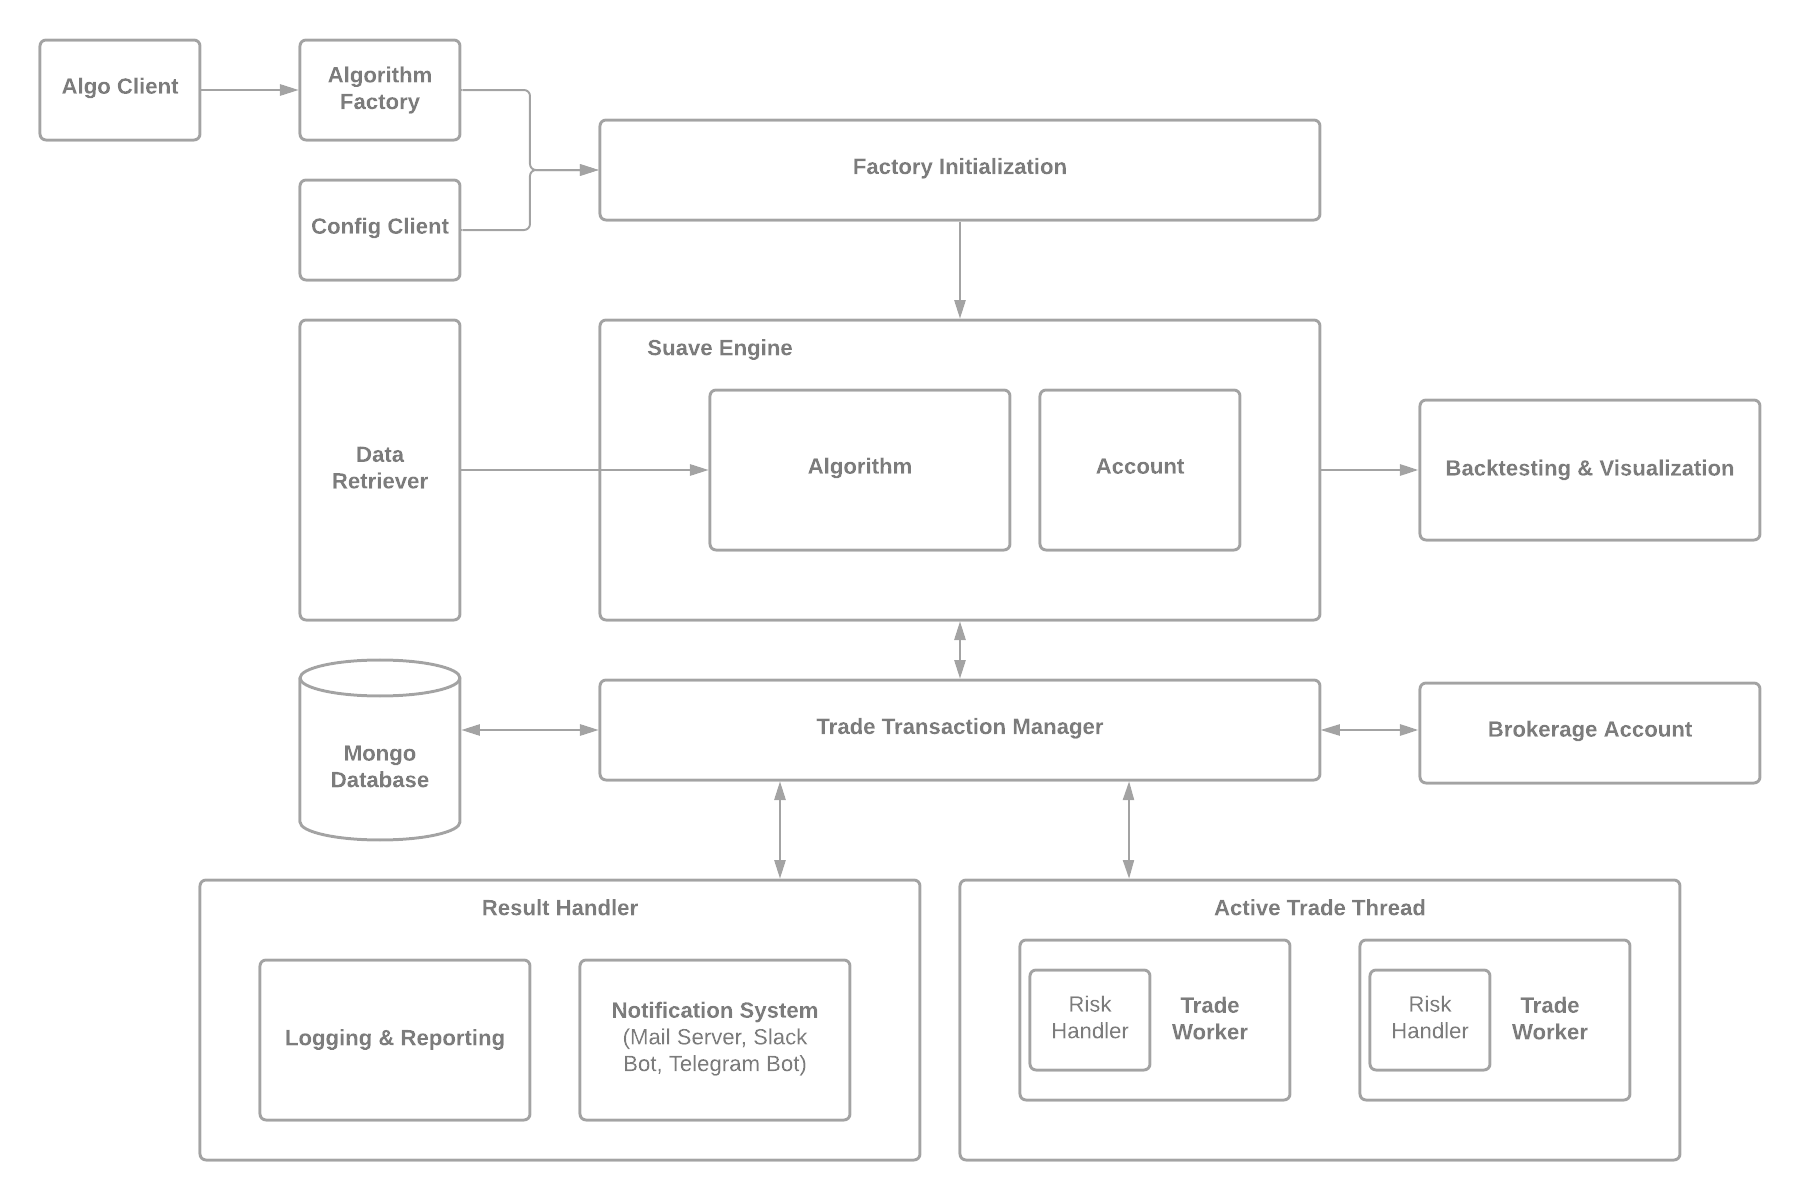 Algo Client
Algorithm
Factory
Factory Initialization
Config Client
Suave Engine
Data
Retriever
Algorithm
Account
Backtesting & Visualization
Mongo
Database
Trade Transaction Manager
Brokerage Account
Result Handler
Logging & Reporting
Notification System
(Mail Server, Slack
Bot, Telegram Bot)
Active Trade Thread
Risk
Handler
Trade
Worker
Risk
Handler
Trade
Worker